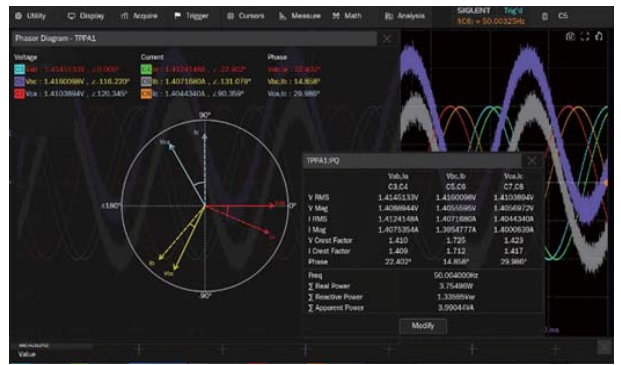 Utility Display Acquire Trigger Cursors Measure Math Analysis SIGLENT Trig'd C5
f(C8) = 50.00325Hz
Phasor Diagram - TPPA1
Voltage Current Phase
Vbc : 1.4160098V , ∠-116.220° Ib : 1.4071680A , ∠-131.079° Vbc,Ib : 14.858°
Vca : 1.4103894V , ∠120.345° Ic : 1.4044340A , ∠90.359° Vca,Ic : 29.986°
90°
Ic
Vca
±180° 0°
Ia
Ib
Vbc
-90°
TPPA1:PQ
Vab,Ia Vbc,Ib Vca,Ic
C3,C4 C5,C6 C7,C8
V RMS 1.4145133V 1.4160098V 1.4103894V
V Mag 1.4088944V 1.4055595V 1.4056972V
I RMS 1.4124148A 1.4071680A 1.4044340A
I Mag 1.4075354A 1.3954777A 1.4000639A
V Crest Factor 1.410 1.725 1.423
I Crest Factor 1.409 1.712 1.417
Phase 22.402° 14.858° 29.986°
Freq 50.004000Hz
∑ Real Power 3.75498W
∑ Reactive Power 1.33595Var
∑ Apparent Power 3.99044VA
Modify
Value